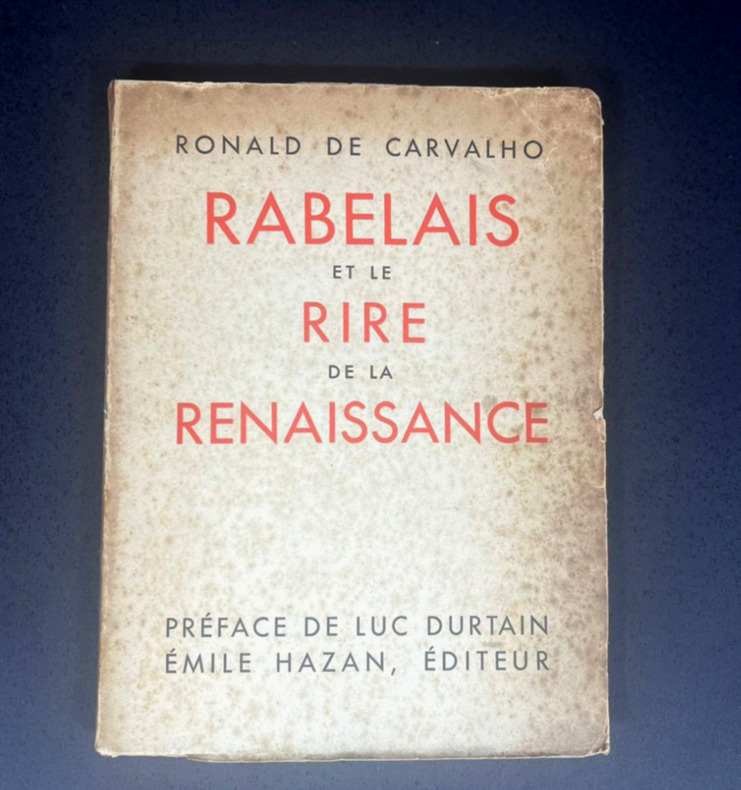 RONALD DE CARVALHO
RABELAIS
ET LE
RIRE
DE LA
RENAISSANCE
PRÉFACE DE LUC DURTAIN
ÉMILE HAZAN, ÉDITEUR